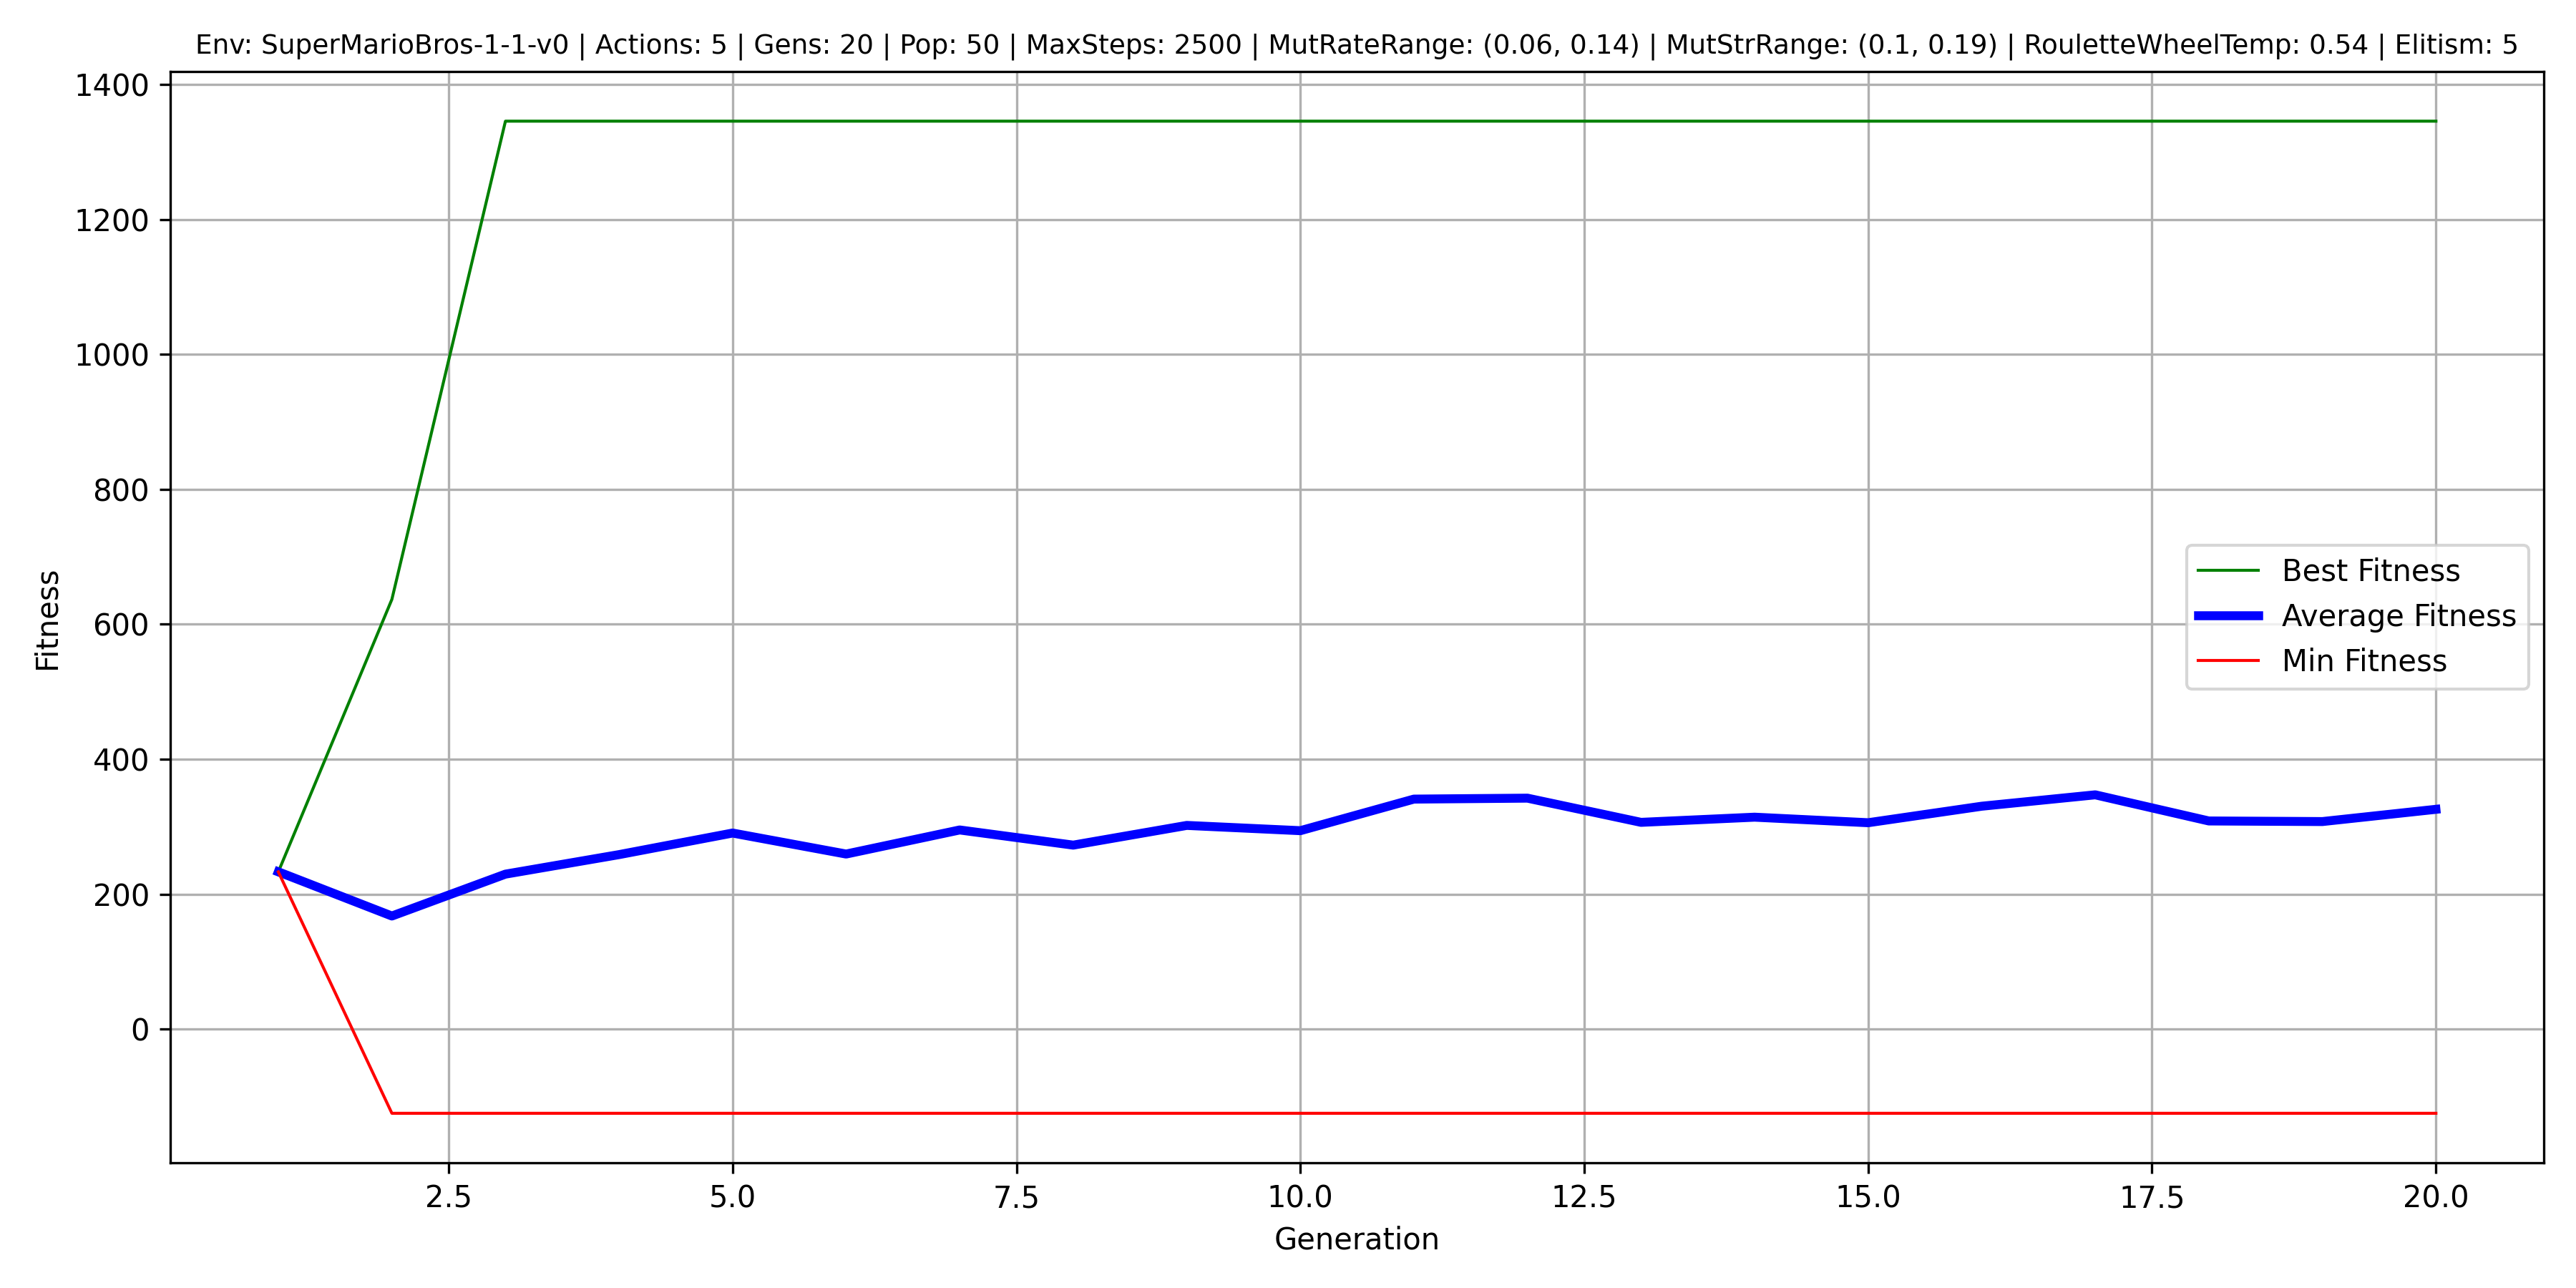 Env: SuperMarioBros-1-1-v0 | Actions: 5 | Gens: 20 | Pop: 50 | MaxSteps: 2500 | MutRateRange: (0.06, 0.14) | MutStrRange: (0.1, 0.19) | RouletteWheelTemp: 0.54 | Elitism: 5
1400
1200
1000
800
600
400
200
0
Fitness
Best Fitness
Average Fitness
Min Fitness
2.5 5.0 7.5 10.0 12.5 15.0 17.5 20.0
Generation